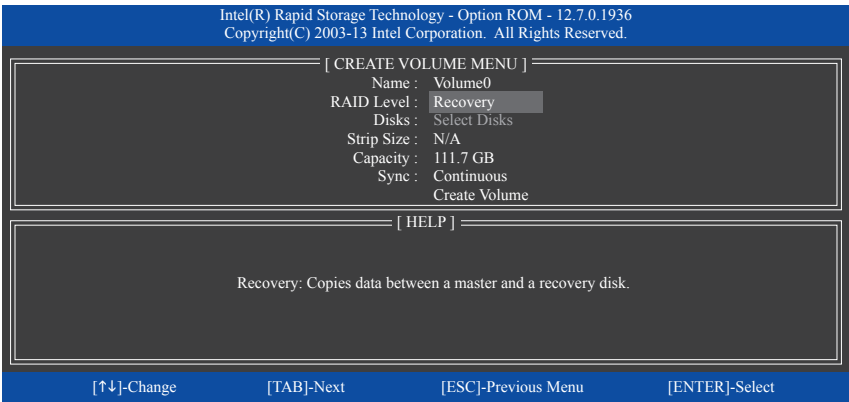 Intel(R) Rapid Storage Technology - Option ROM - 12.7.0.1936
Copyright(C) 2003-13 Intel Corporation. All Rights Reserved.
[ CREATE VOLUME MENU ]
Name : Volume0
RAID Level : Recovery
Disks : Select Disks
Strip Size : N/A
Capacity : 111.7 GB
Sync : Continuous
Create Volume
[ HELP ]
Recovery: Copies data between a master and a recovery disk.
[↑↓]-Change [TAB]-Next [ESC]-Previous Menu [ENTER]-Select